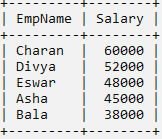 +---------+--------+
| EmpName | Salary |
+---------+--------+
| Charan  |  60000 |
| Divya   |  52000 |
| Eswar   |  48000 |
| Asha    |  45000 |
| Bala    |  38000 |
+---------+--------+